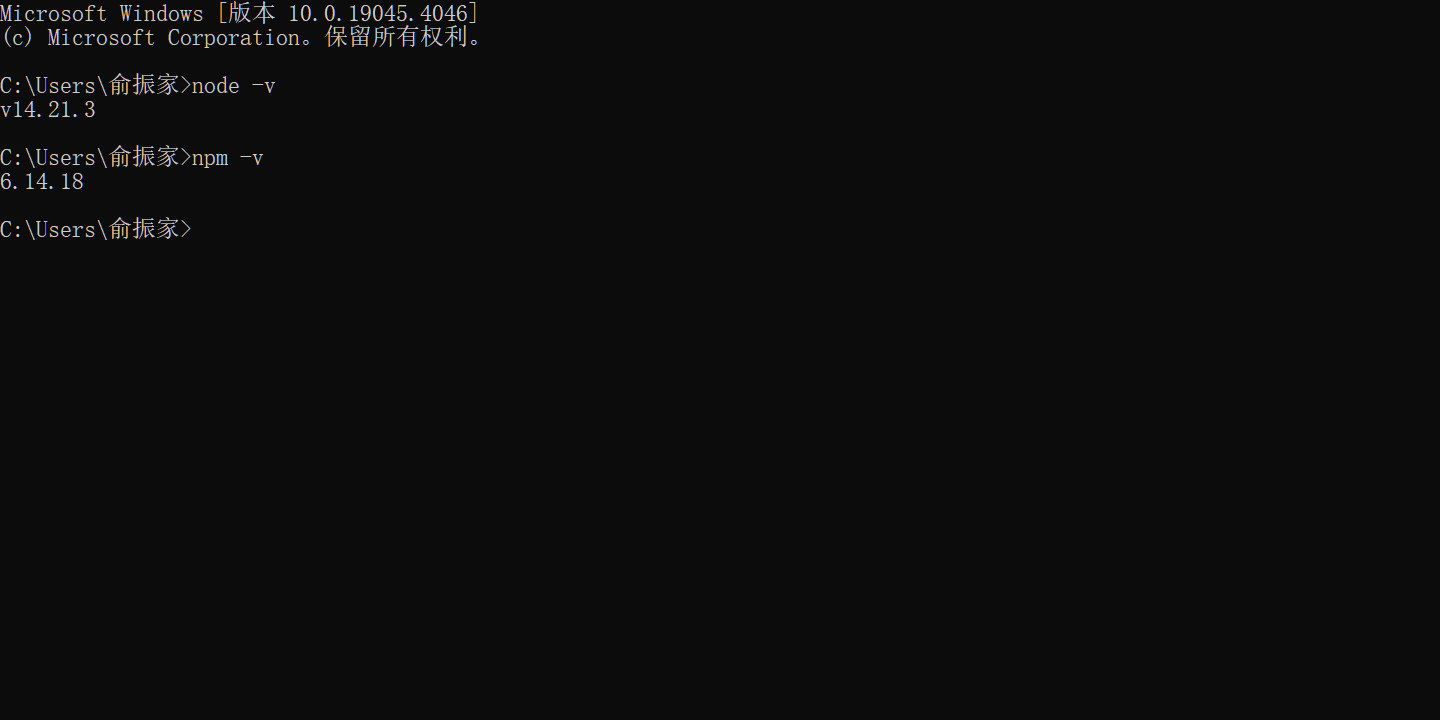 Microsoft Windows [版本 10.0.19045.4046]
(c) Microsoft Corporation。保留所有权利。
C:\Users\俞振家>node -v
v14.21.3
C:\Users\俞振家>npm -v
6.14.18
C:\Users\俞振家>